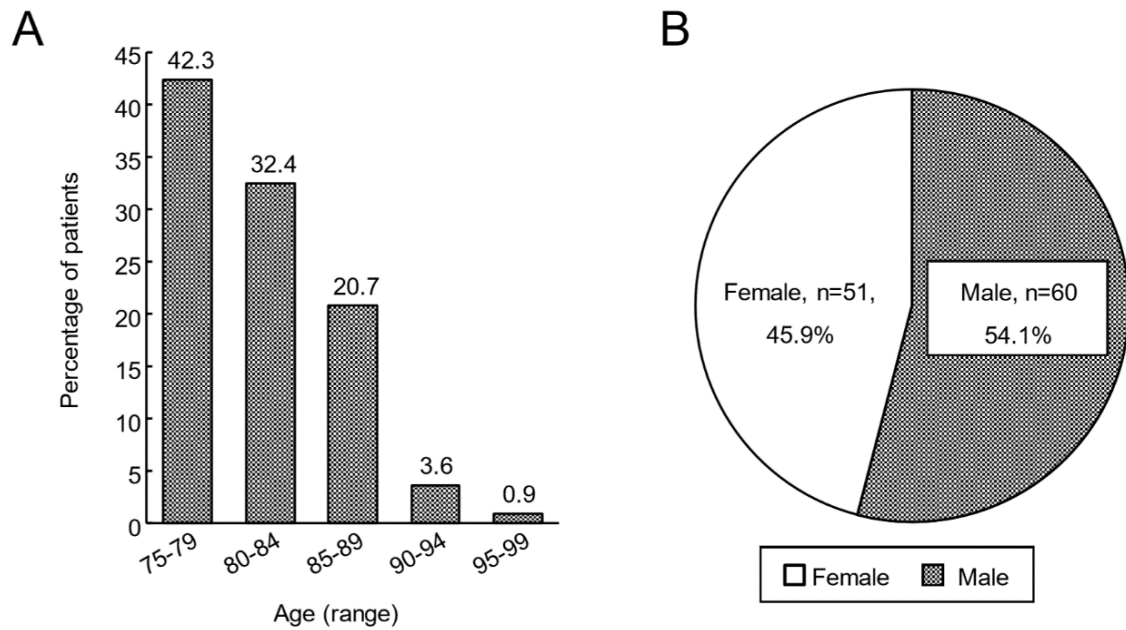 A
Percentage of patients
45
40
35
30
25
20
15
10
5
0
42.3
32.4
20.7
3.6
0.9
75-79
80-84
85-89
90-94
95-99
Age (range)
B
Female, n=51,
45.9%
Male, n=60
54.1%
Female
Male